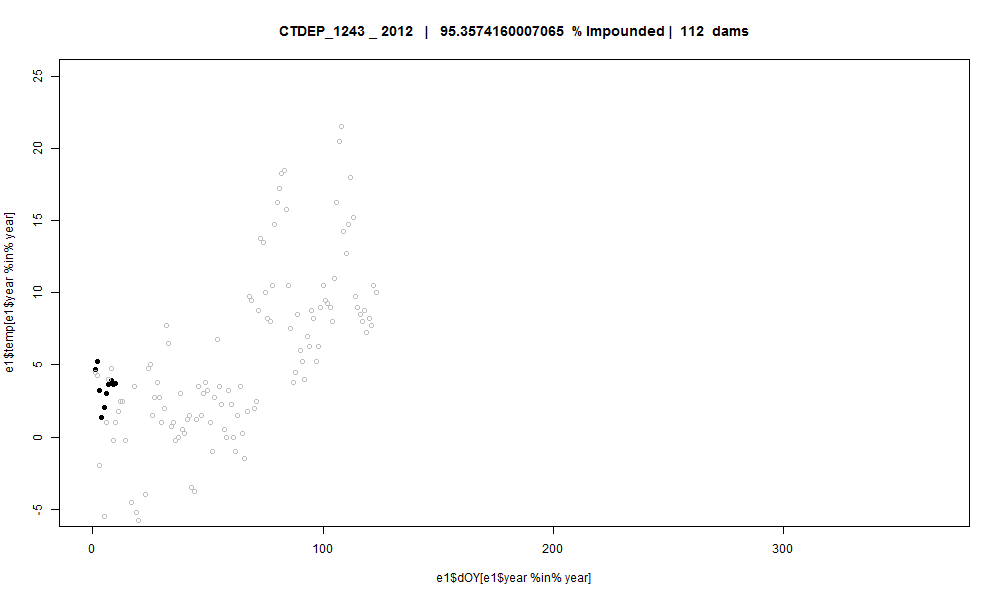 CTDEP_1243 _ 2012 | 95.3574160007065 % Impounded | 112 dams
e1$temp[e1$year %in% year]
25
20
15
10
5
0
-5
0 100 200 300
e1$dOY[e1$year %in% year]